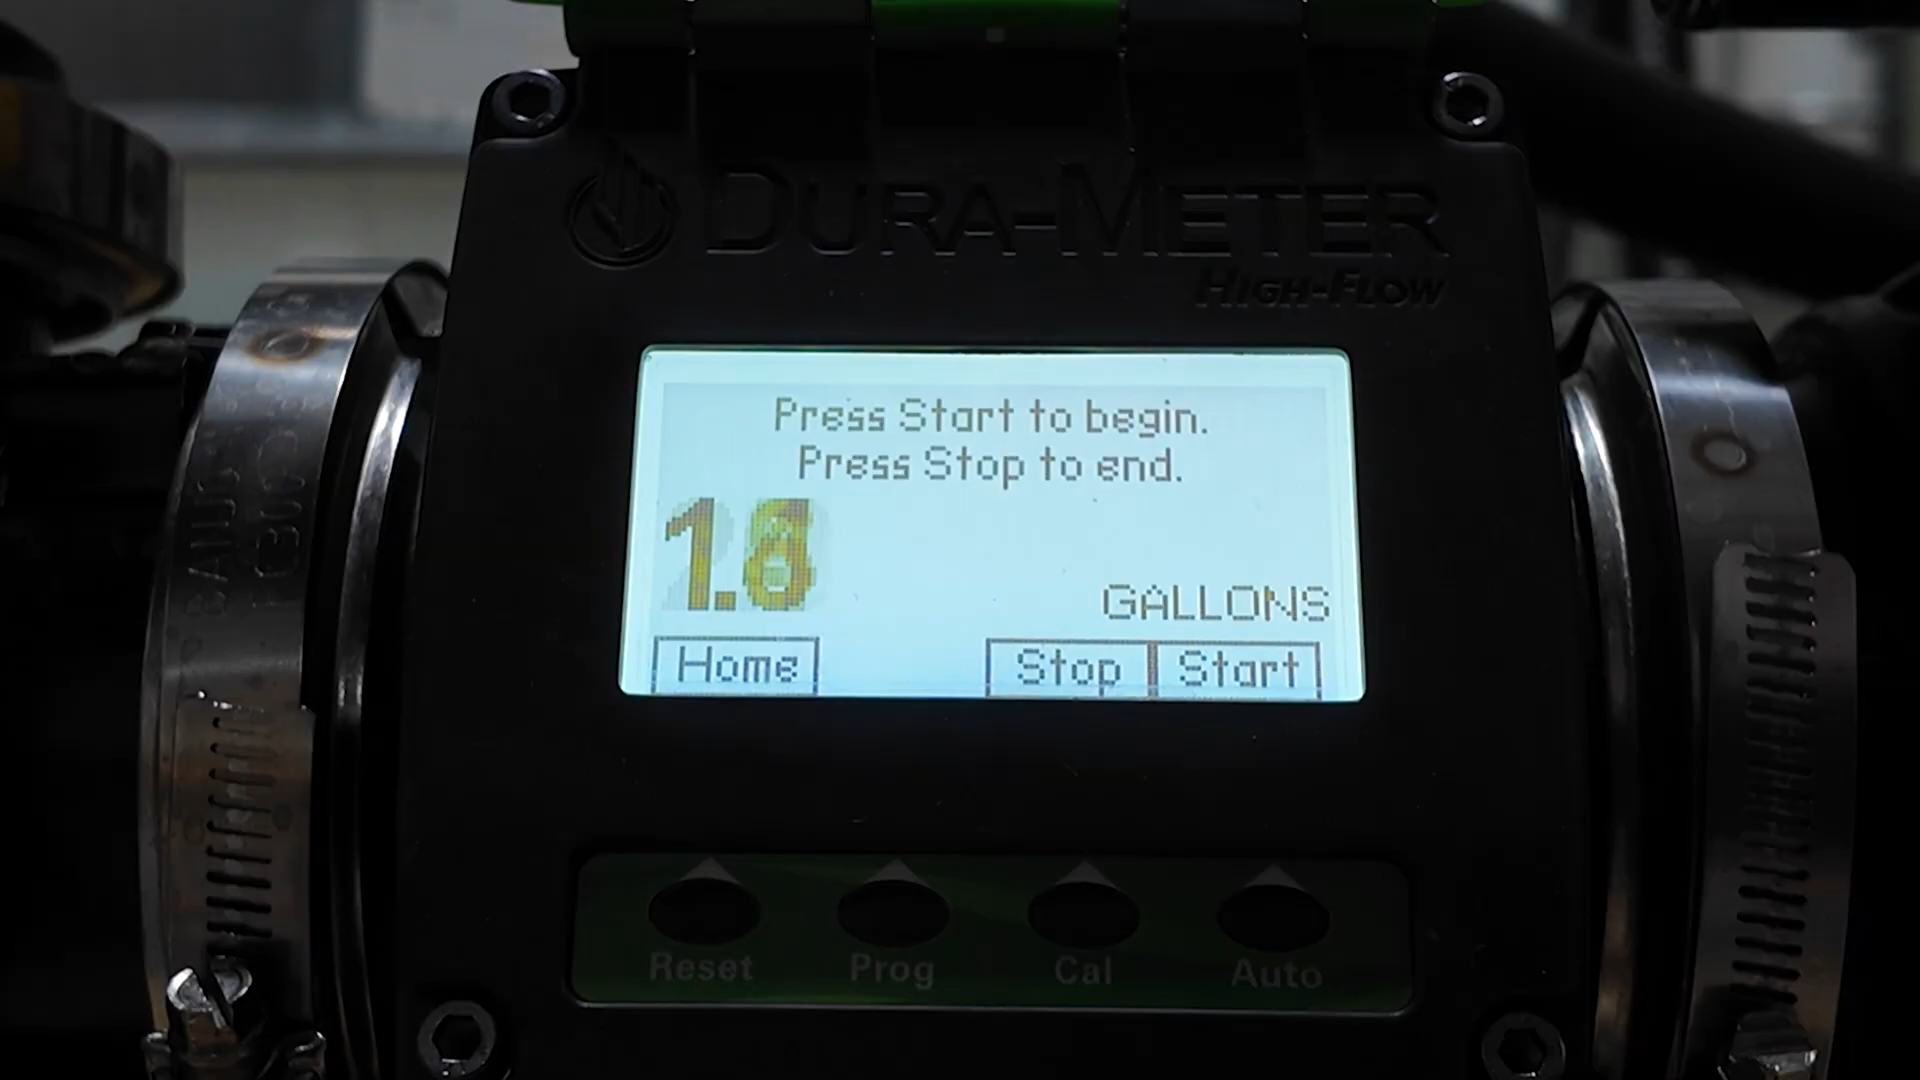 DURA-METER
HIGH-FLOW
Press Start to begin.
Press Stop to end.
GALLONS
Home
Stop
Start
Reset
Prog
Cal
Auto